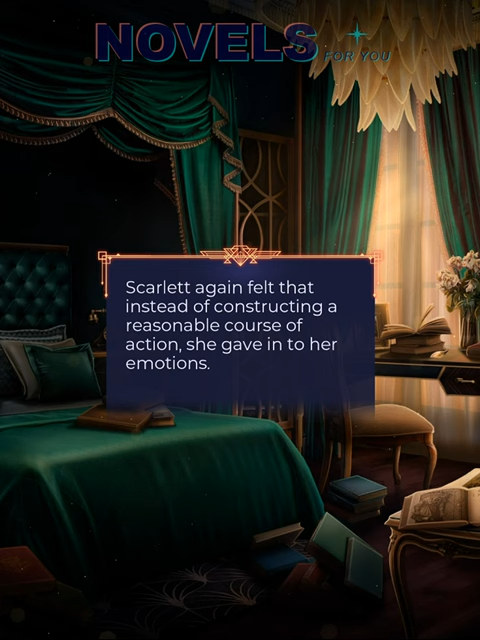 NOVELS
FOR YOU
Scarlett again felt that
instead of constructing a
reasonable course of
action, she gave in to her
emotions.